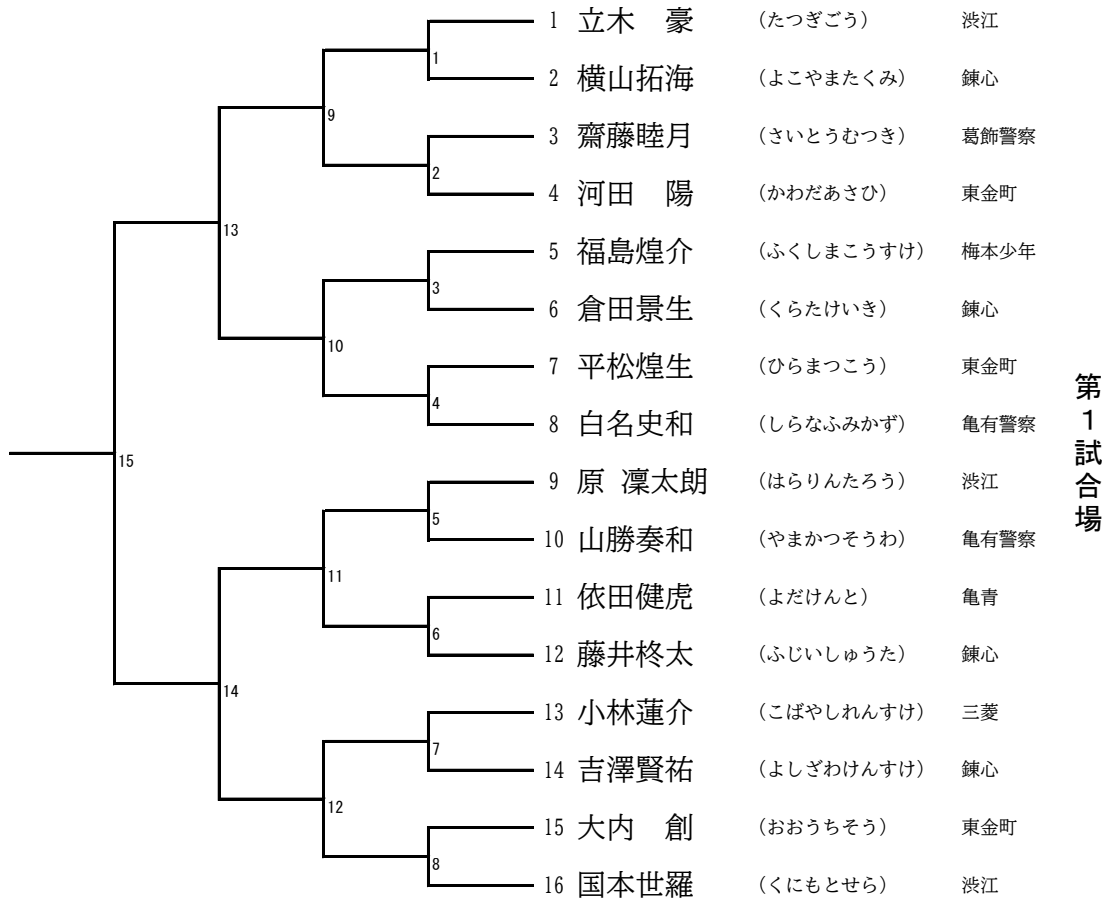 1 立木　豪 （たつぎごう） 渋江
1
2 横山拓海 （よこやまたくみ） 錬心
9
3 齋藤睦月 （さいとうむつき） 葛飾警察
2
4 河田　陽 （かわだあさひ） 東金町
13
5 福島煌介 （ふくしまこうすけ） 梅本少年
3
6 倉田景生 （くらたけいき） 錬心
10
7 平松煌生 （ひらまつこう） 東金町
4
8 白名史和 （しらなふみかず） 亀有警察
15
9 原 凜太朗 （はらりんたろう） 渋江
5
10 山勝奏和 （やまかつそうわ） 亀有警察
11
11 依田健虎 （よだけんと） 亀青
6
12 藤井柊太 （ふじいしゅうた） 錬心
14
13 小林蓮介 （こばやしれんすけ） 三菱
7
14 吉澤賢祐 （よしざわけんすけ） 錬心
12
15 大内　創 （おおうちそう） 東金町
8
16 国本世羅 （くにもとせら） 渋江
第１試合場